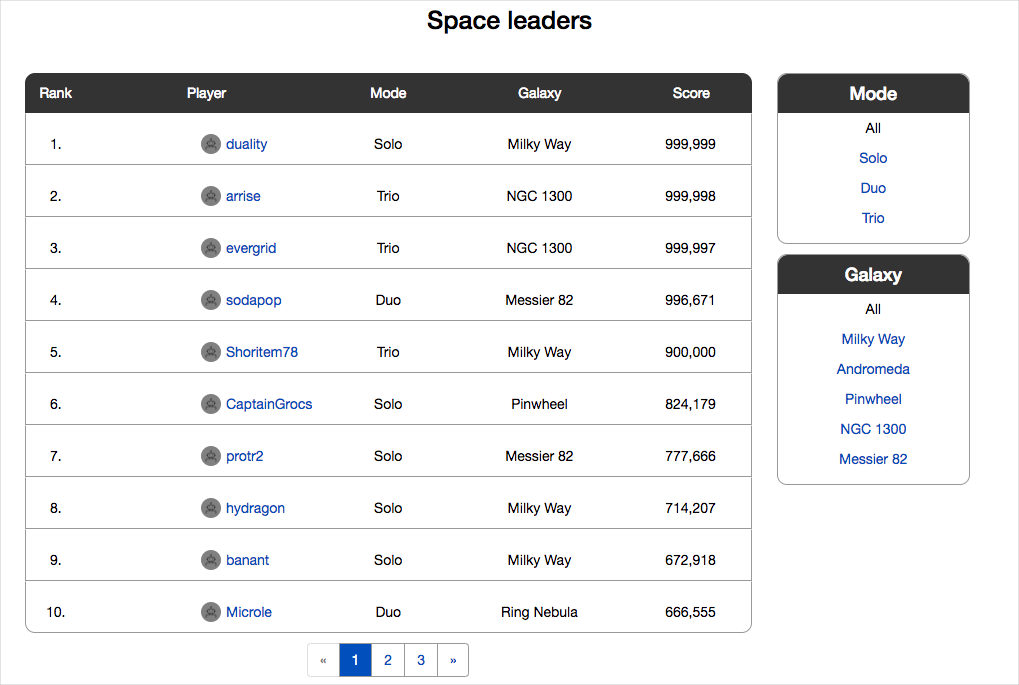 Space leaders
Rank Player Mode Galaxy Score
1. duality Solo Milky Way 999,999
2. arrise Trio NGC 1300 999,998
3. evergrid Trio NGC 1300 999,997
4. sodapop Duo Messier 82 996,671
5. Shoritem78 Trio Milky Way 900,000
6. CaptainGrocs Solo Pinwheel 824,179
7. protr2 Solo Messier 82 777,666
8. hydragon Solo Milky Way 714,207
9. banant Solo Milky Way 672,918
10. Microle Duo Ring Nebula 666,555
« 1 2 3 »
Mode
All
Solo
Duo
Trio
Galaxy
All
Milky Way
Andromeda
Pinwheel
NGC 1300
Messier 82